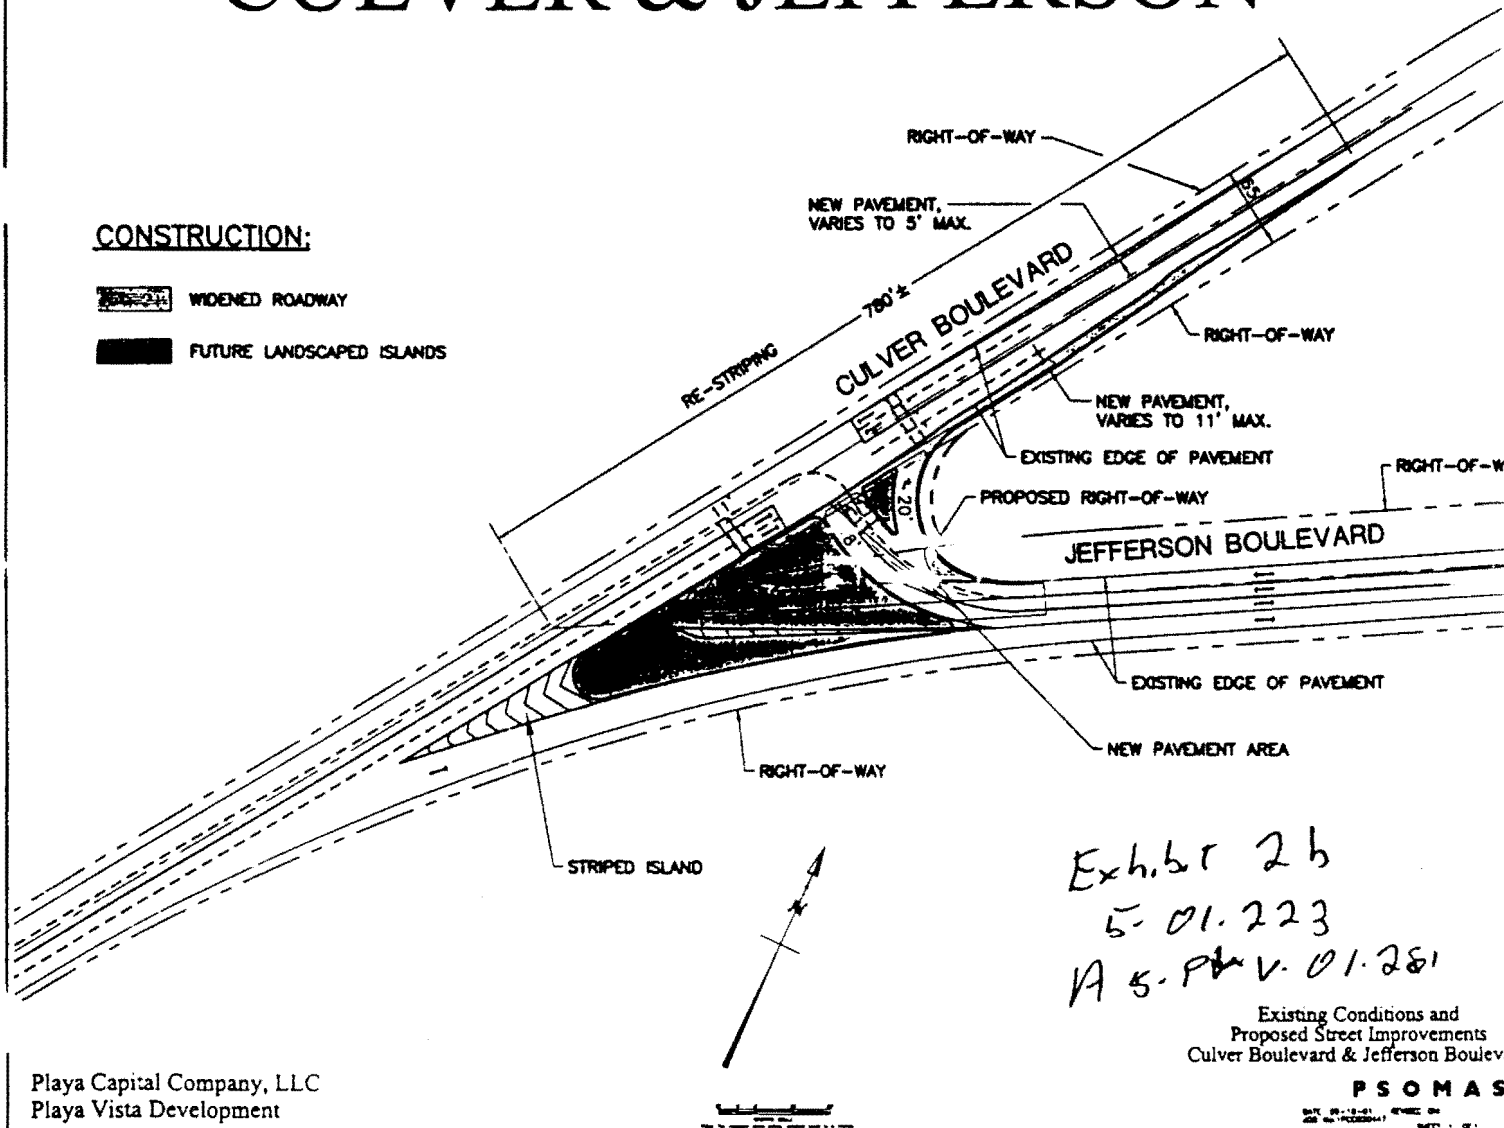 CULVER & JEFFERSON
RIGHT-OF-WAY
NEW PAVEMENT,
VARIES TO 5' MAX.
65'
CONSTRUCTION:
WIDENED ROADWAY
FUTURE LANDSCAPED ISLANDS
780'±
RE-STRIPING
CULVER BOULEVARD
RIGHT-OF-WAY
NEW PAVEMENT,
VARIES TO 11' MAX.
EXISTING EDGE OF PAVEMENT
RIGHT-OF-W
PROPOSED RIGHT-OF-WAY
20'
JEFFERSON BOULEVARD
EXISTING EDGE OF PAVEMENT
NEW PAVEMENT AREA
RIGHT-OF-WAY
STRIPED ISLAND
N
Exhibit 2b
5-01.223
A 5. V. 01.281
Existing Conditions and
Proposed Street Improvements
Culver Boulevard & Jefferson Boulev
Playa Capital Company, LLC
Playa Vista Development
PSOMAS